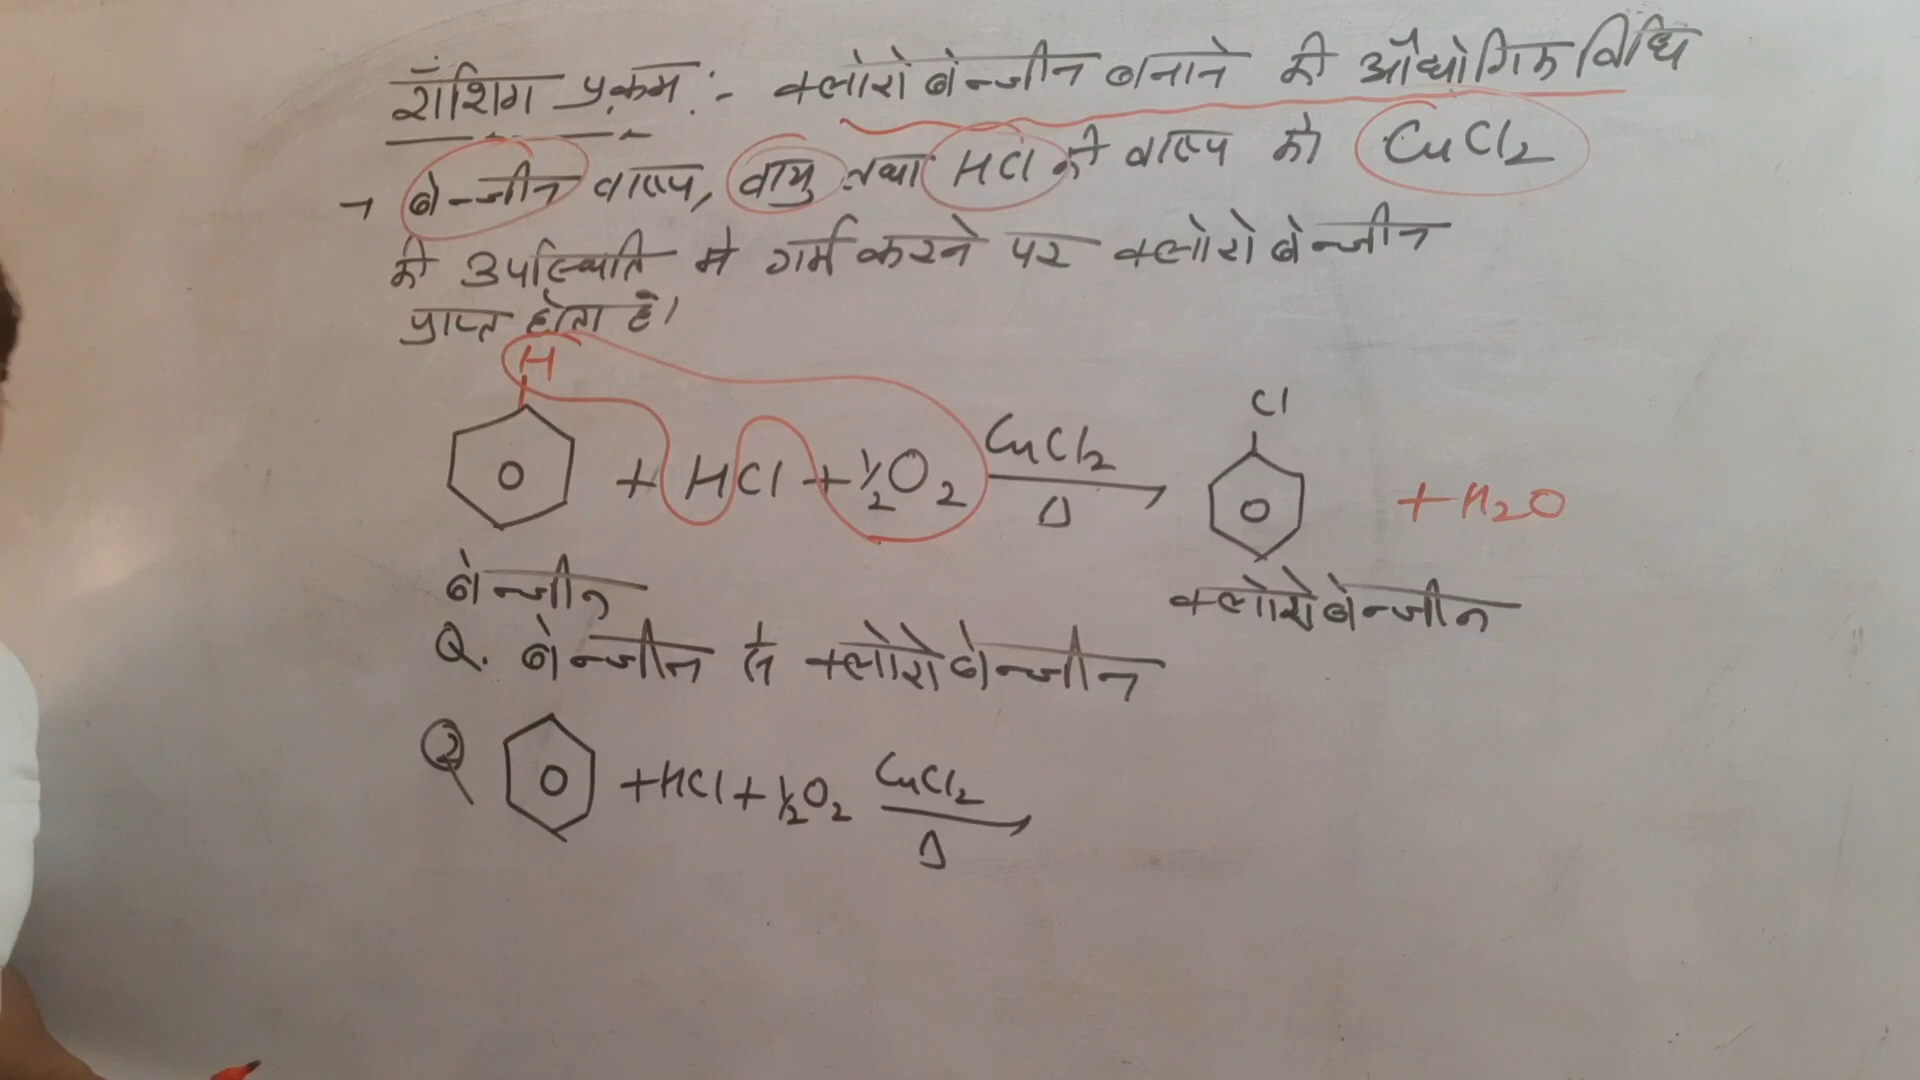 रॉशिग प्रक्रम :- क्लोरो बेन्जीन बनाने की औद्योगिक विधि
→ बेन्जीन वाष्प, वायु तथा HCl की वाष्प को CuCl2
की उपस्थिति में गर्म करने पर क्लोरो बेन्जीन
प्राप्त होता है।
H
Cl
+ HCl + ½O2 CuCl2 Δ + H2O
बेन्जीन क्लोरोबेन्जीन
Q. बेन्जीन से क्लोरोबेन्जीन
Q + HCl + ½O2 CuCl2
Δ